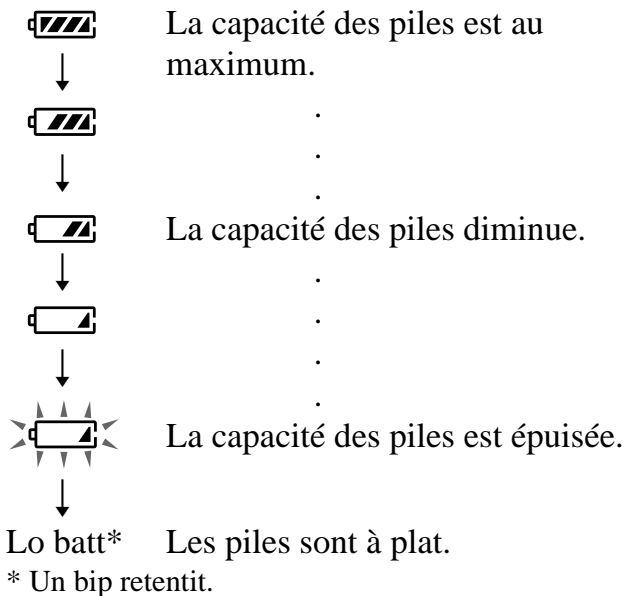 La capacité des piles est au
maximum.
.
.
.
La capacité des piles diminue.
.
.
.
.
La capacité des piles est épuisée.
Lo batt* Les piles sont à plat.
* Un bip retentit.